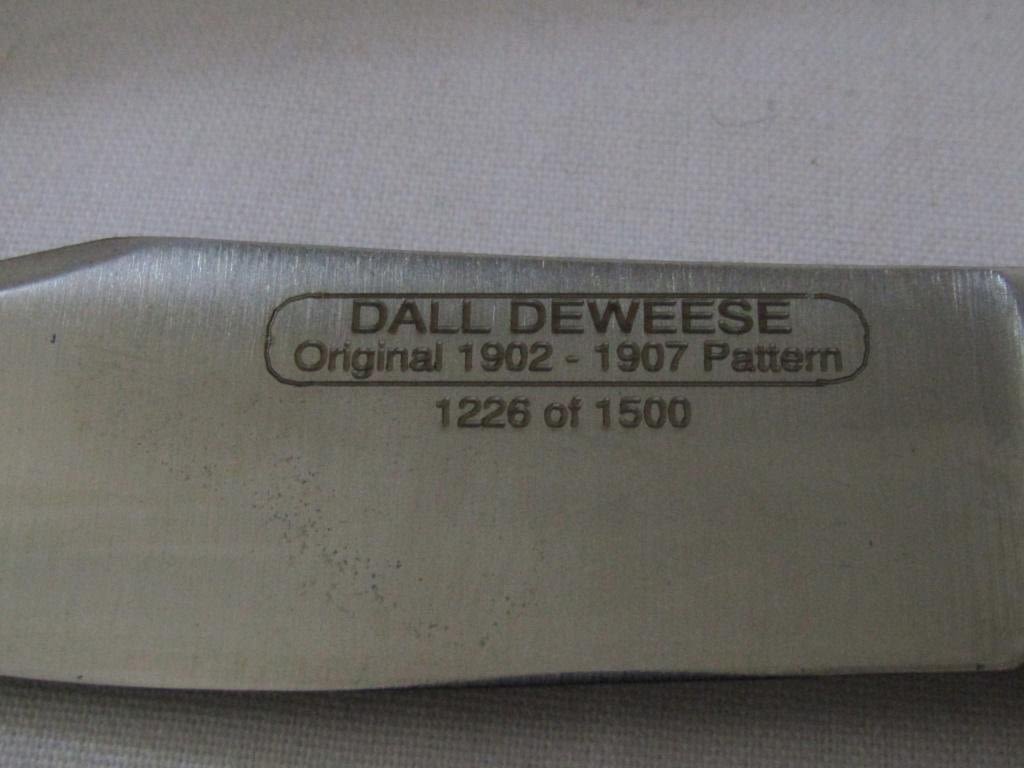 DALL DEWEESE
Original 1902 - 1907 Pattern
1226 of 1500